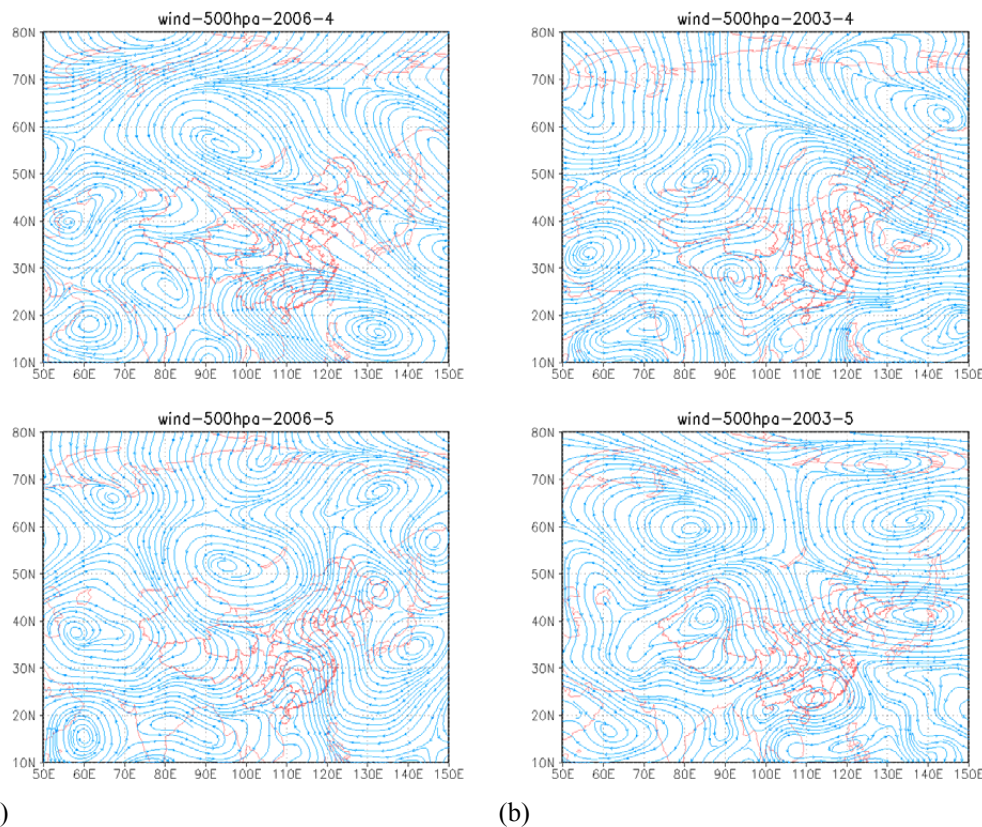 wind-500hpa-2006-4 wind-500hpa-2003-4
80N 80N
70N 70N
60N 60N
50N 50N
40N 40N
30N 30N
20N 20N
10N 10N
50E 60E 70E 80E 90E 100E 110E 120E 130E 140E 150E 50E 60E 70E 80E 90E 100E 110E 120E 130E 140E 150E
wind-500hpa-2006-5 wind-500hpa-2003-5
80N 80N
70N 70N
60N 60N
50N 50N
40N 40N
30N 30N
20N 20N
10N 10N
50E 60E 70E 80E 90E 100E 110E 120E 130E 140E 150E 50E 60E 70E 80E 90E 100E 110E 120E 130E 140E 150E
) (b)